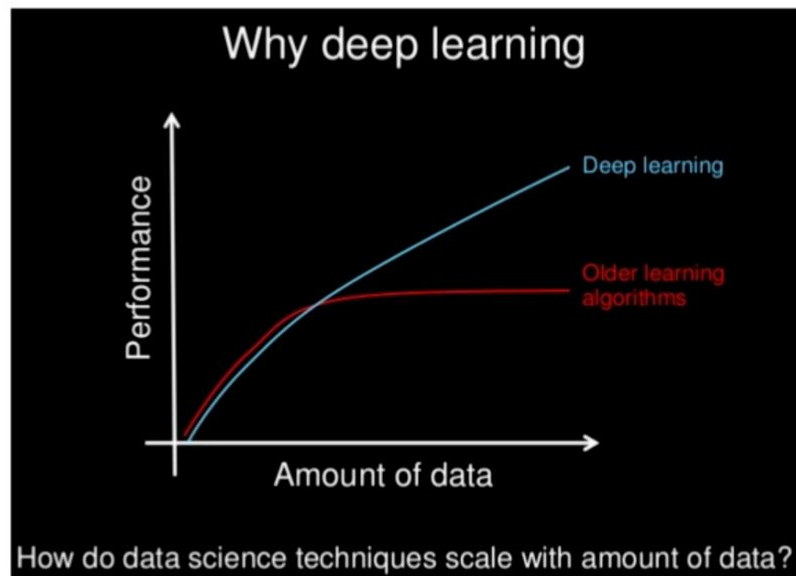 Why deep learning
Performance
Deep learning
Older learning
algorithms
Amount of data
How do data science techniques scale with amount of data?